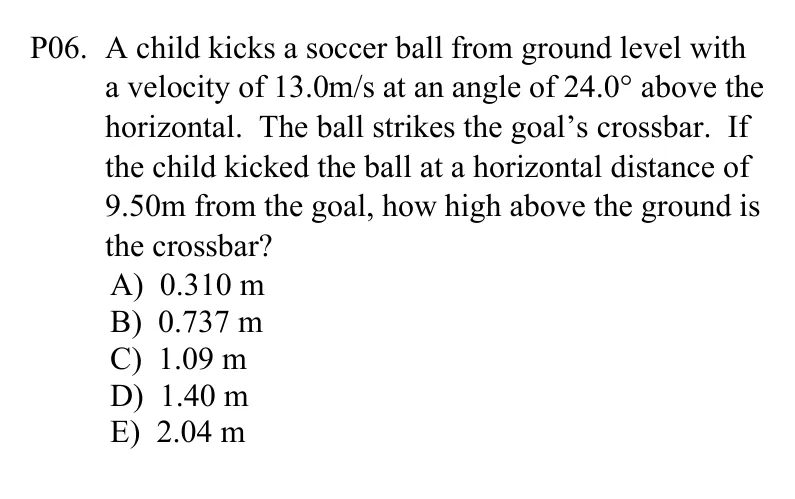 P06. A child kicks a soccer ball from ground level with
a velocity of 13.0m/s at an angle of 24.0° above the
horizontal. The ball strikes the goal’s crossbar. If
the child kicked the ball at a horizontal distance of
9.50m from the goal, how high above the ground is
the crossbar?
A) 0.310 m
B) 0.737 m
C) 1.09 m
D) 1.40 m
E) 2.04 m